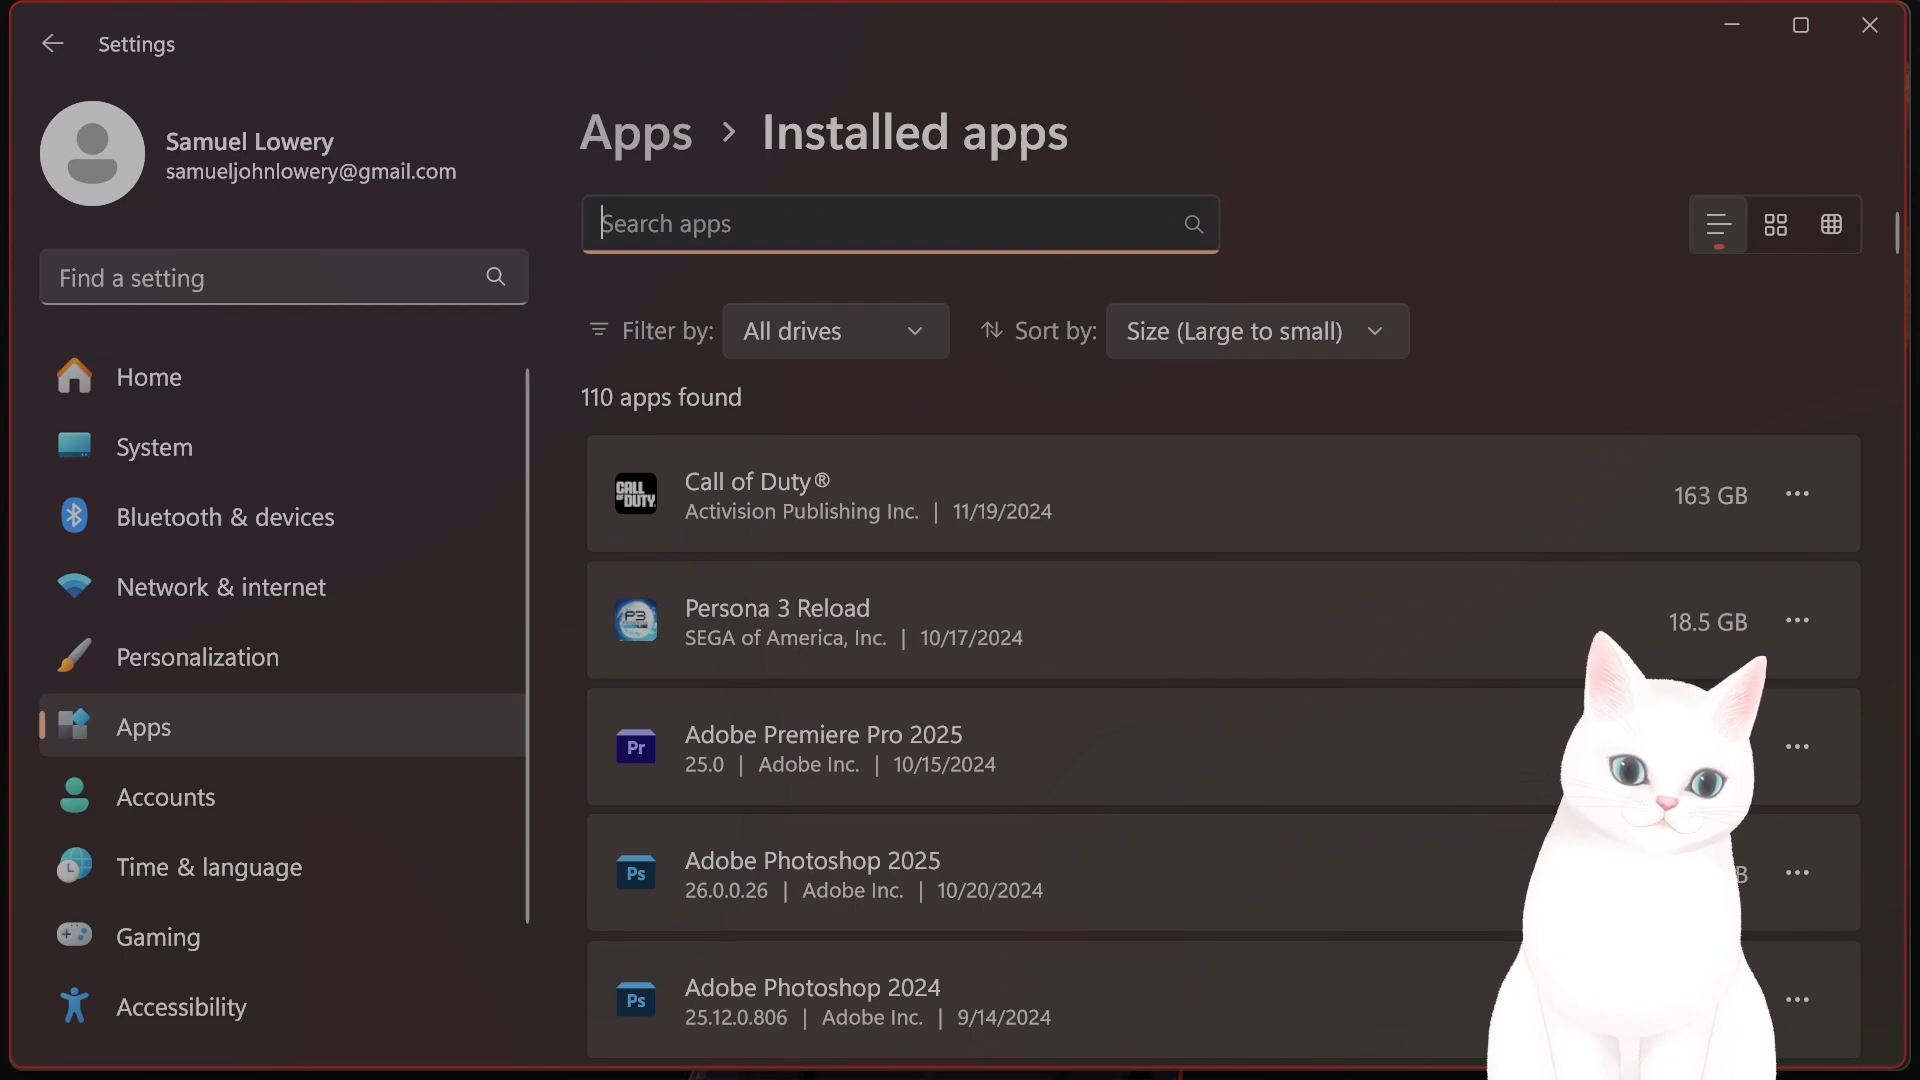 Settings
Samuel Lowery
samueljohnlowery@gmail.com
Find a setting
Home
System
Bluetooth & devices
Network & internet
Personalization
Apps
Accounts
Time & language
Gaming
Accessibility
Apps > Installed apps
Search apps
Filter by: All drives Sort by: Size (Large to small)
110 apps found
CALL OF DUTY
Call of Duty® 163 GB
Activision Publishing Inc. | 11/19/2024
P3
Persona 3 Reload 18.5 GB
SEGA of America, Inc. | 10/17/2024
Pr
Adobe Premiere Pro 2025
25.0 | Adobe Inc. | 10/15/2024
Ps
Adobe Photoshop 2025
26.0.0.26 | Adobe Inc. | 10/20/2024
Ps
Adobe Photoshop 2024
25.12.0.806 | Adobe Inc. | 9/14/2024